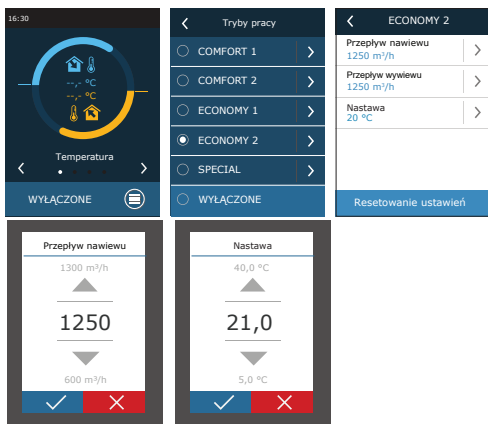 16:30
--,- °C
--,- °C
Temperatura
WYŁĄCZONE
Tryby pracy
COMFORT 1
COMFORT 2
ECONOMY 1
ECONOMY 2
SPECIAL
WYŁĄCZONE
ECONOMY 2
Przepływ nawiewu
1250 m³/h
Przepływ wywiewu
1250 m³/h
Nastawa
20 °C
Resetowanie ustawień
Przepływ nawiewu
1300 m³/h
1250
600 m³/h
Nastawa
40,0 °C
21,0
5,0 °C